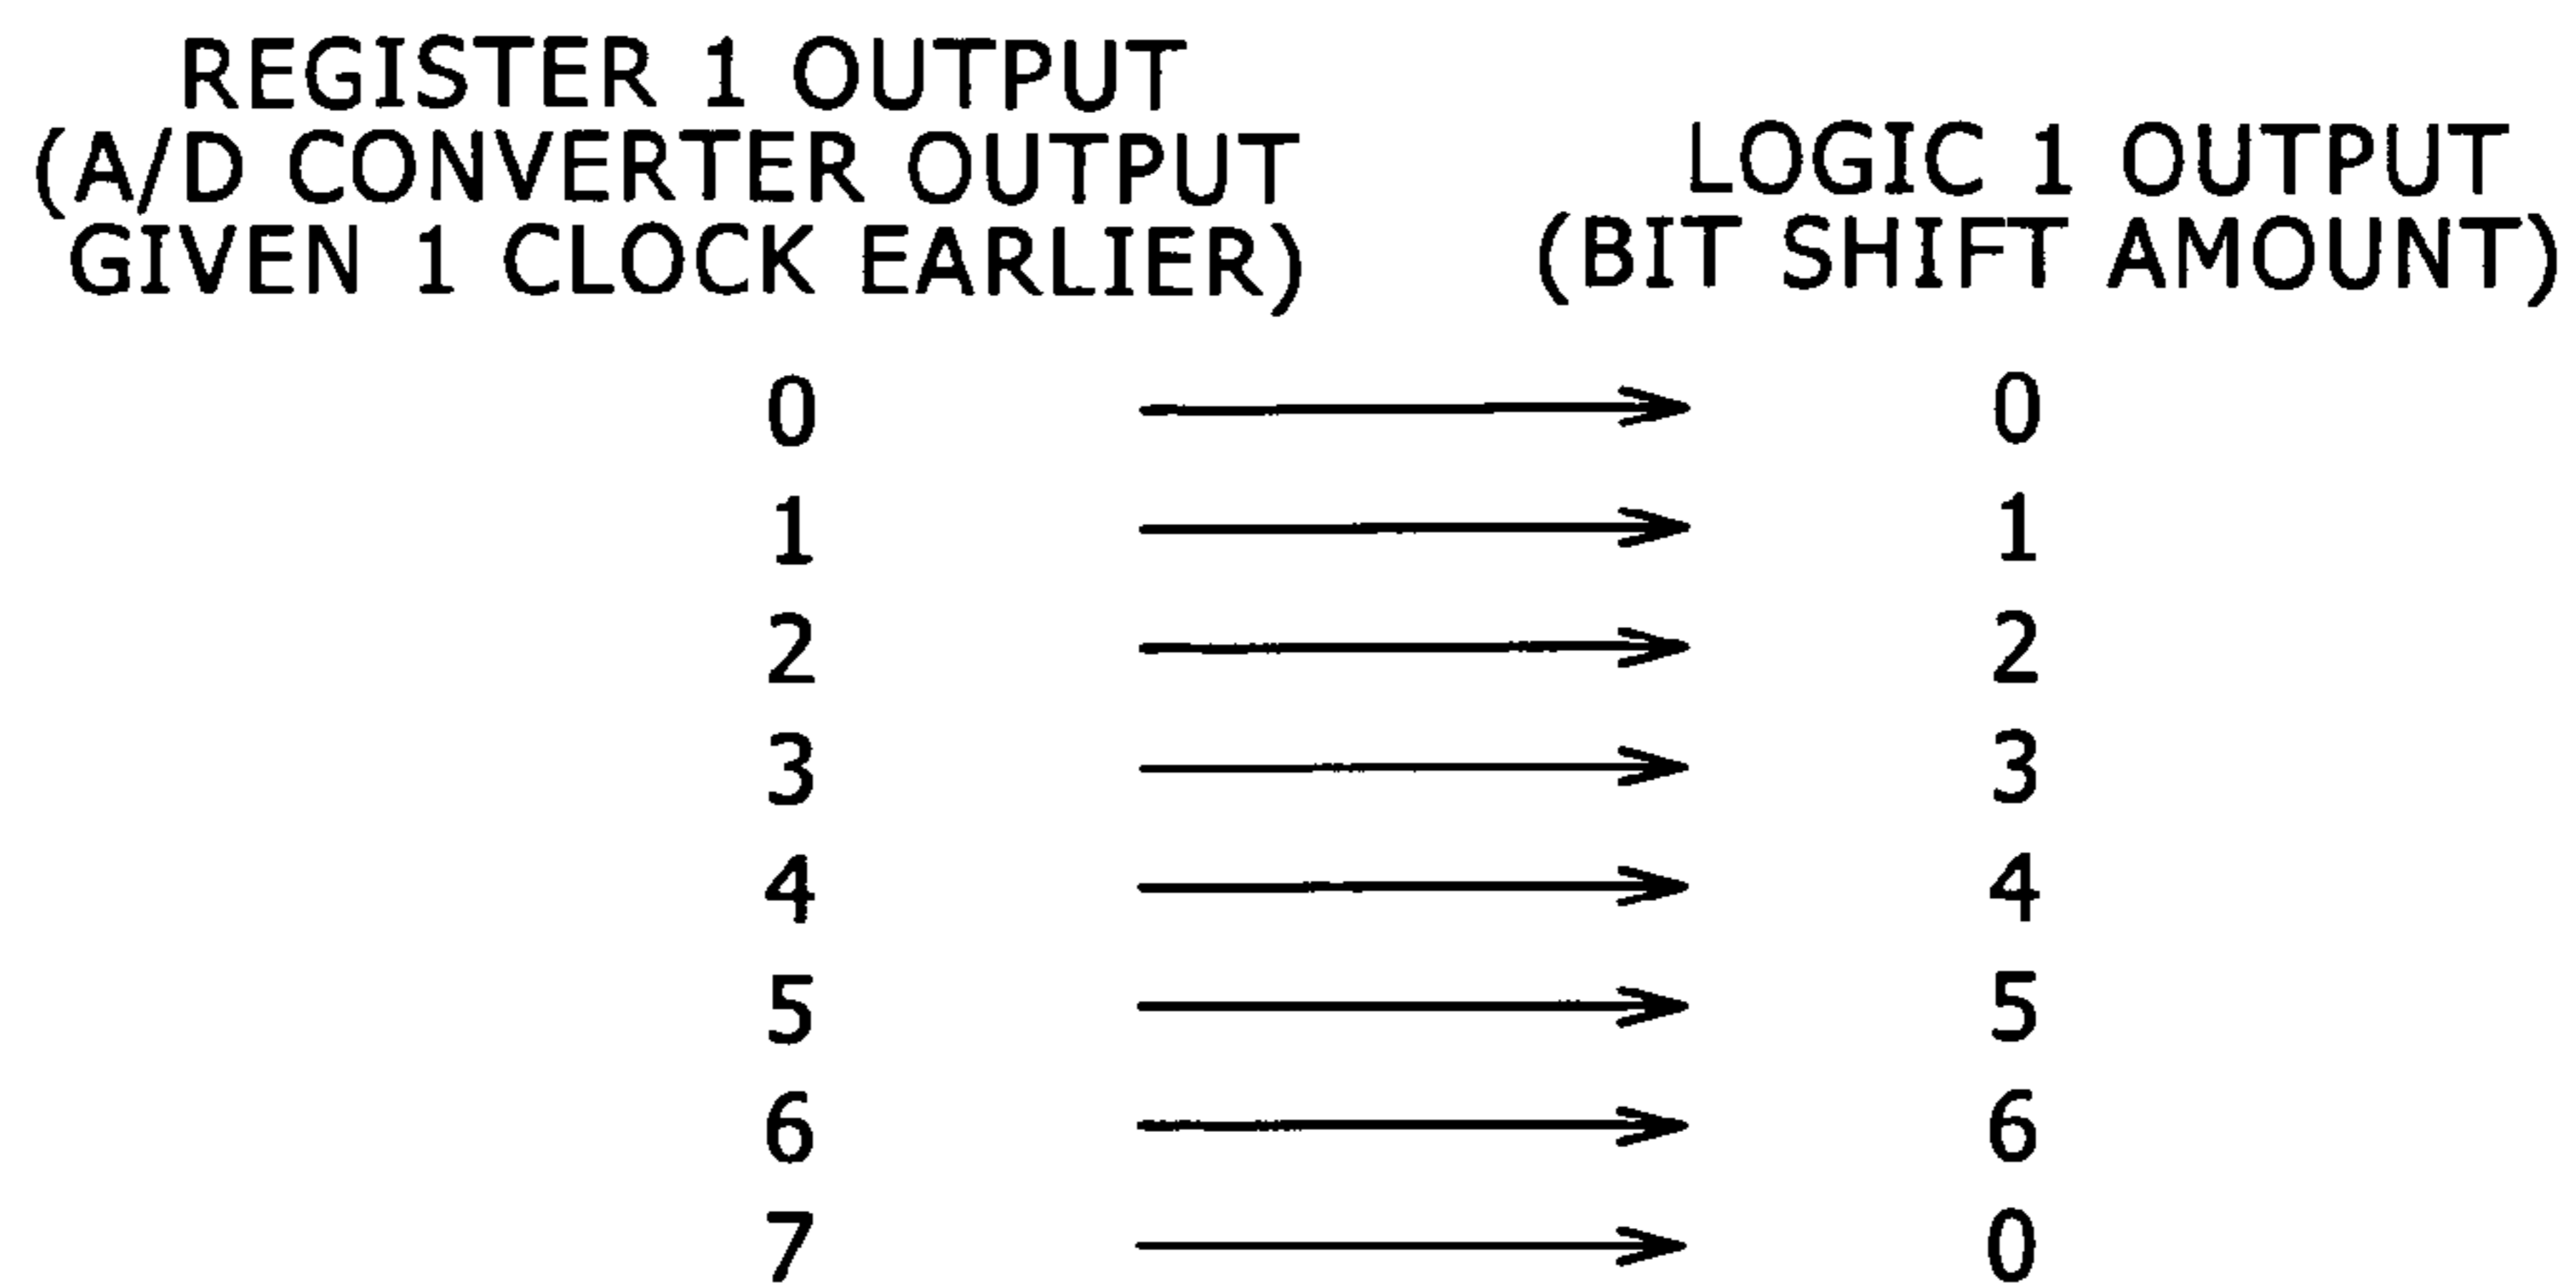 REGISTER 1 OUTPUT
(A/D CONVERTER OUTPUT
GIVEN 1 CLOCK EARLIER)
LOGIC 1 OUTPUT
(BIT SHIFT AMOUNT)
0 0
1 1
2 2
3 3
4 4
5 5
6 6
7 0